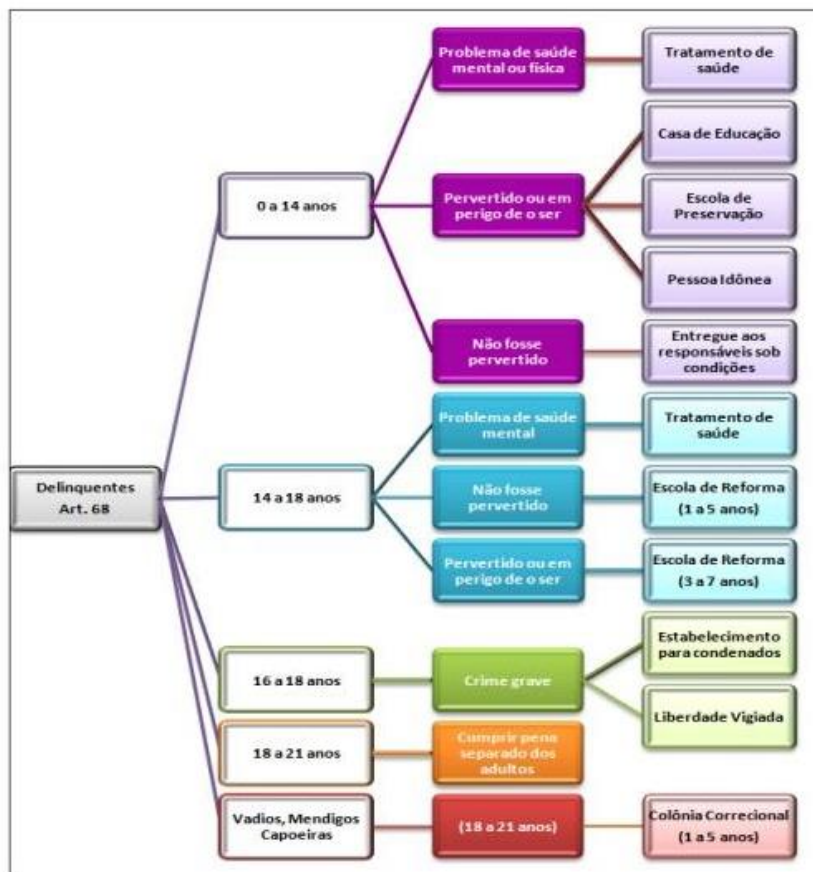 Delinquentes
Art. 68
0 a 14 anos
Problema de saúde
mental ou física
Tratamento de
saúde
Pervertido ou em
perigo de o ser
Casa de Educação
Escola de
Preservação
Pessoa Idônea
Não fosse
pervertido
Entregue aos
responsáveis sob
condições
14 a 18 anos
Problema de saúde
mental
Tratamento de
saúde
Não fosse
pervertido
Escola de Reforma
(1 a 5 anos)
Pervertido ou em
perigo de o ser
Escola de Reforma
(3 a 7 anos)
16 a 18 anos
Crime grave
Estabelecimento
para condenados
Liberdade Vigiada
18 a 21 anos
Cumprir pena
separado dos
adultos
Vadios, Mendigos
Capoeiras
(18 a 21 anos)
Colônia Correcional
(1 a 5 anos)